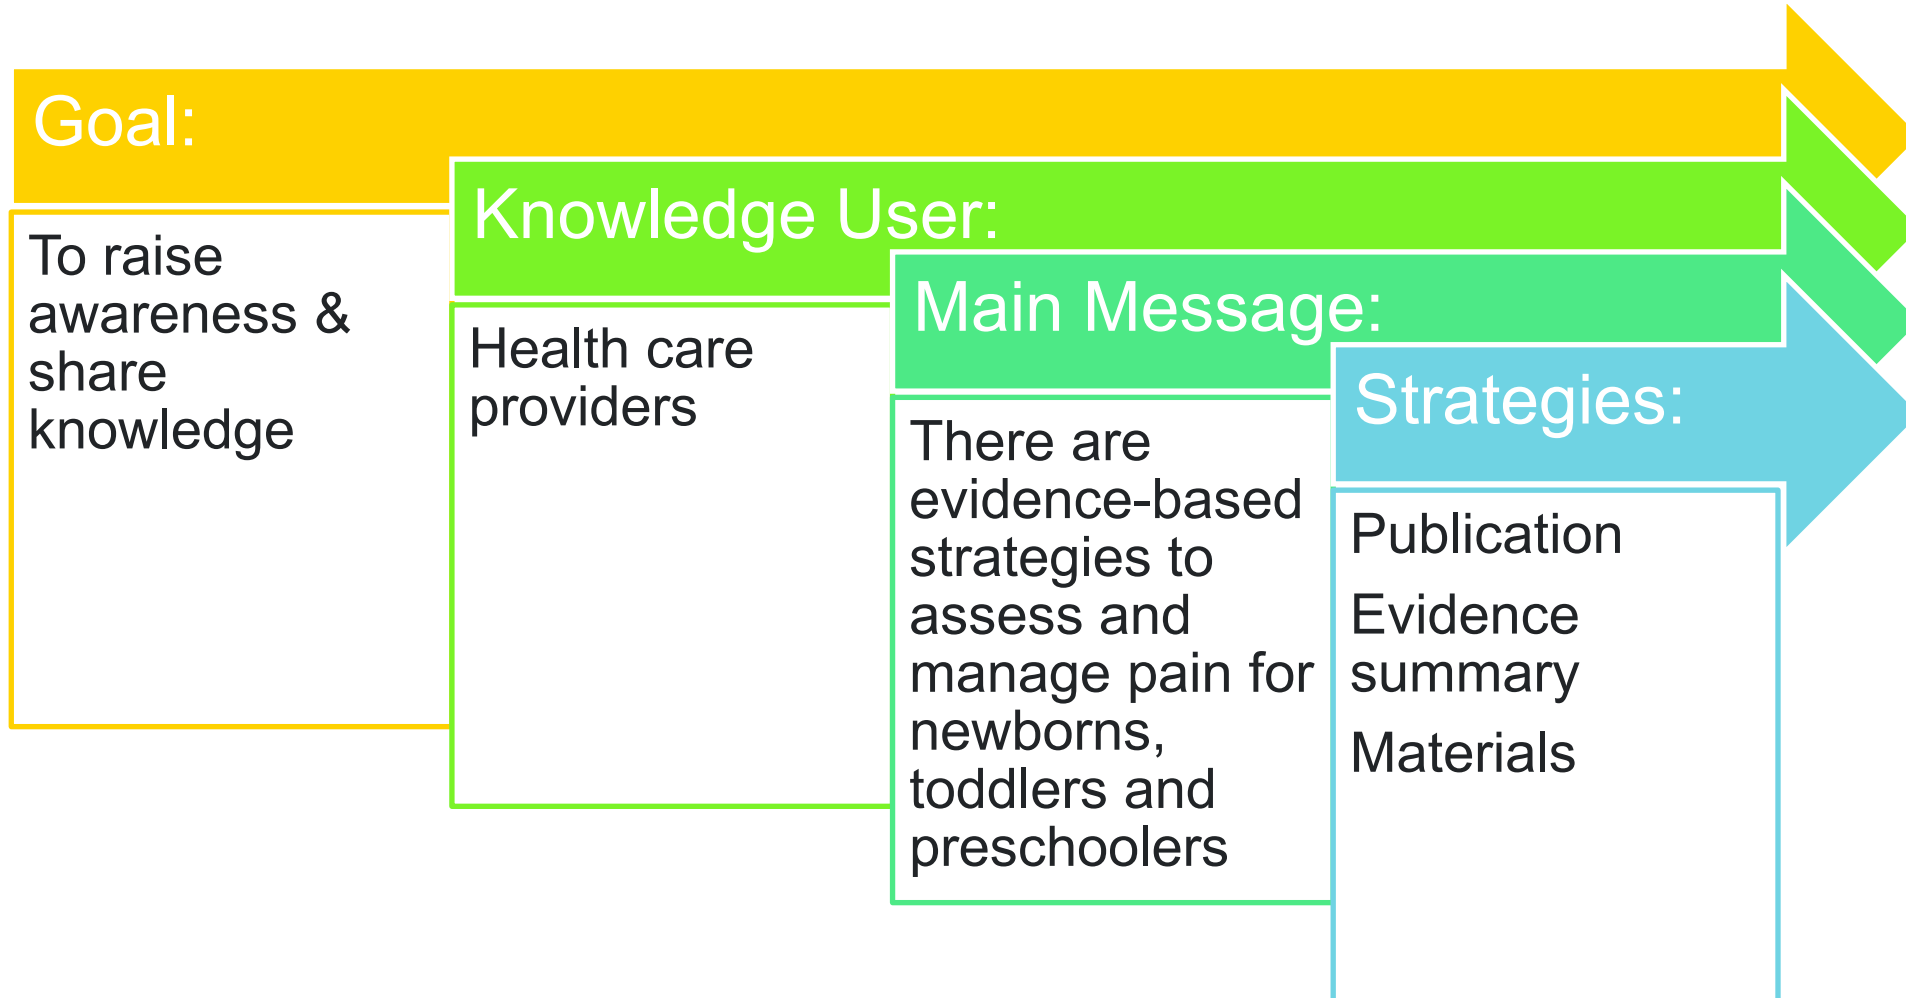 Goal:
To raise
awareness &
share
knowledge
Knowledge User:
Health care
providers
Main Message:
There are
evidence-based
strategies to
assess and
manage pain for
newborns,
toddlers and
preschoolers
Strategies:
Publication
Evidence
summary
Materials